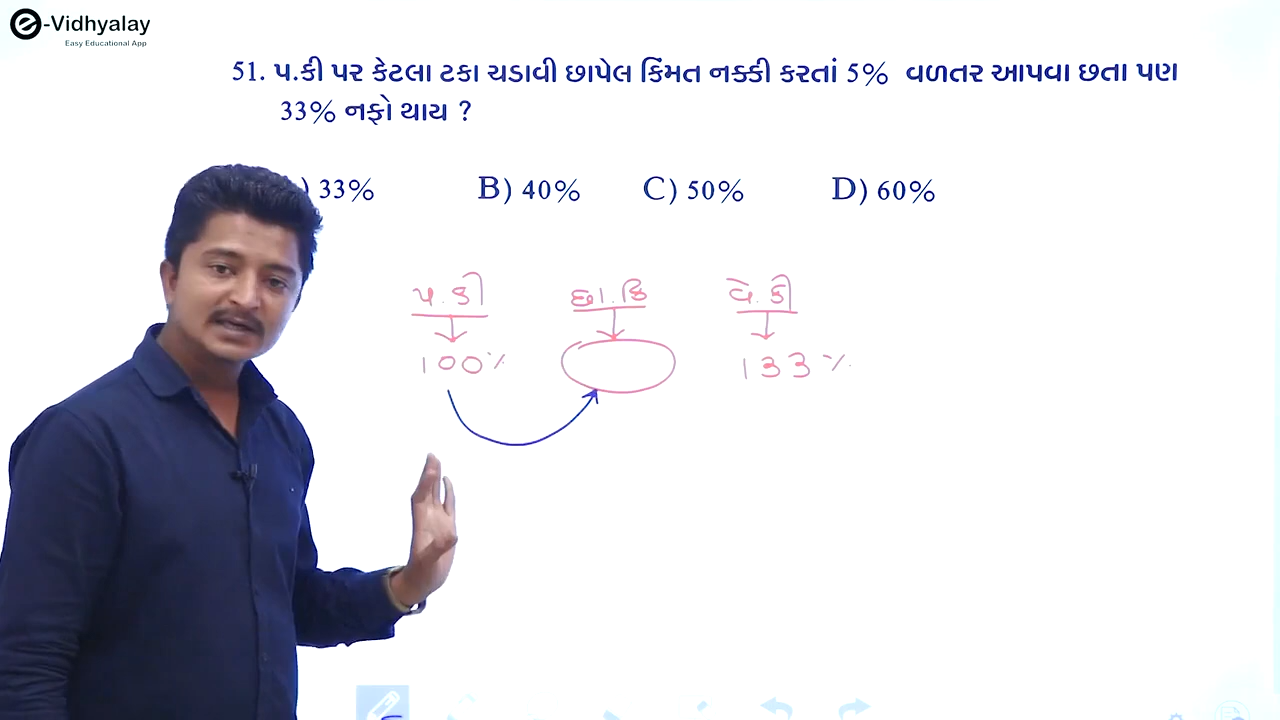 e-Vidhyalay
Easy Educational App
51. પ.કી પર કેટલા ટકા ચડાવી છાપેલ કિંમત નક્કી કરતાં 5% વળતર આપવા છતા પણ
33% નફો થાય ?
) 33% B) 40% C) 50% D) 60%
પ.કી છા.કિ વે.કી
100% 133%